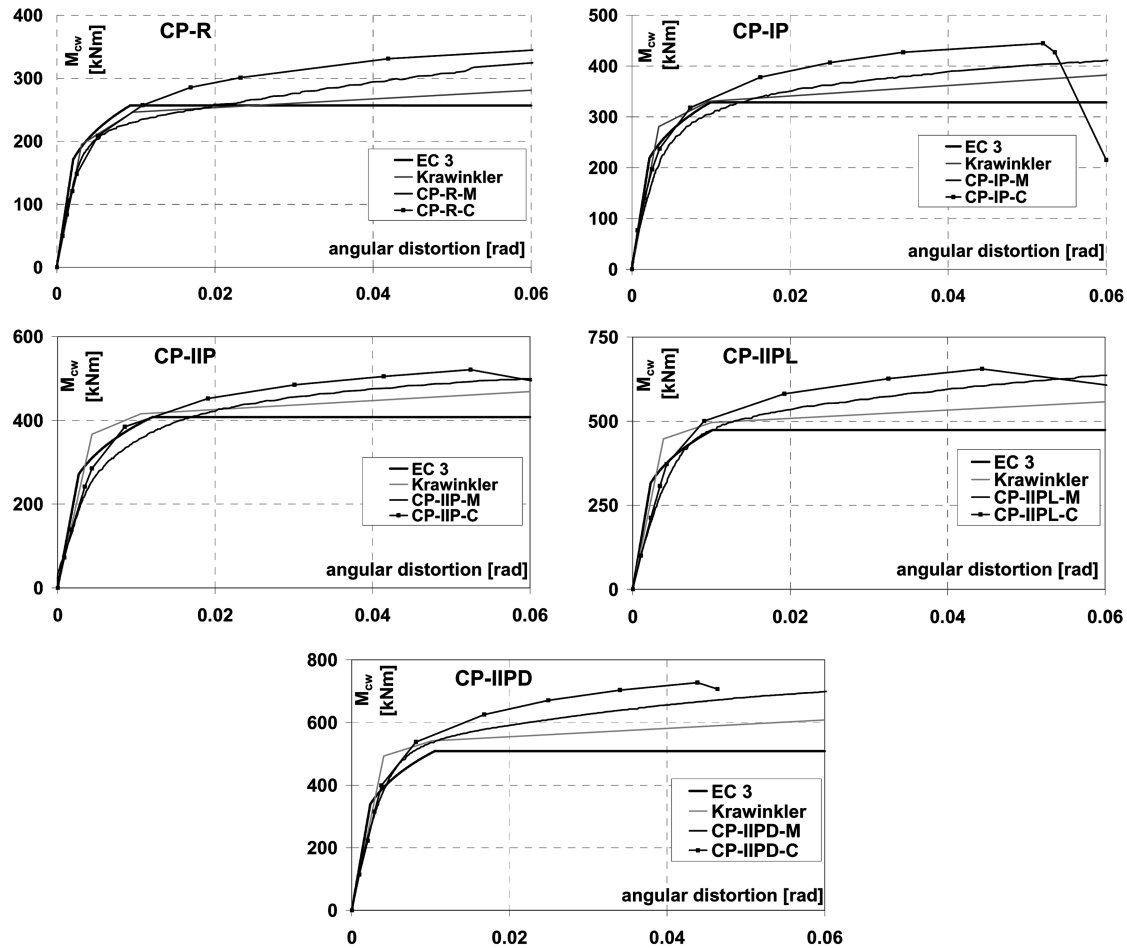 CP-R
M_cw
[kNm]
400
300
200
100
0
EC 3
Krawinkler
CP-R-M
CP-R-C
angular distortion [rad]
0 0.02 0.04 0.06
CP-IP
M_cw
[kNm]
500
400
300
200
100
0
EC 3
Krawinkler
CP-IP-M
CP-IP-C
angular distortion [rad]
0 0.02 0.04 0.06
CP-IIP
M_cw
[kNm]
600
400
200
0
EC 3
Krawinkler
CP-IIP-M
CP-IIP-C
angular distortion [rad]
0 0.02 0.04 0.06
CP-IIPL
M_cw
[kNm]
750
500
250
0
EC 3
Krawinkler
CP-IIPL-M
CP-IIPL-C
angular distortion [rad]
0 0.02 0.04 0.06
CP-IIPD
M_cw
[kNm]
800
600
400
200
0
EC 3
Krawinkler
CP-IIPD-M
CP-IIPD-C
angular distortion [rad]
0 0.02 0.04 0.06